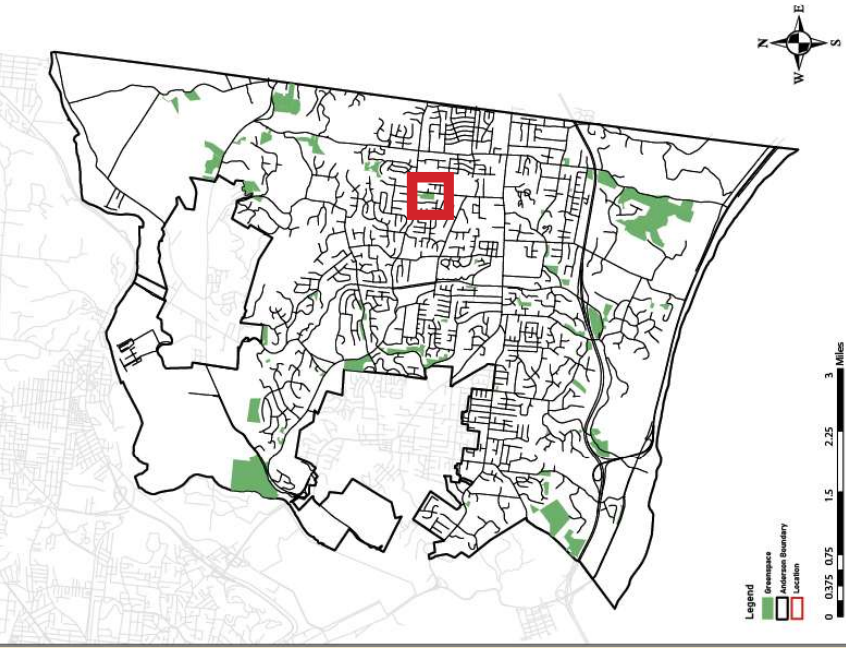 N
E
W
S
Legend
Greenspace
Anderson Boundary
Location
0 0.375 0.75 1.5 2.25 3
Miles